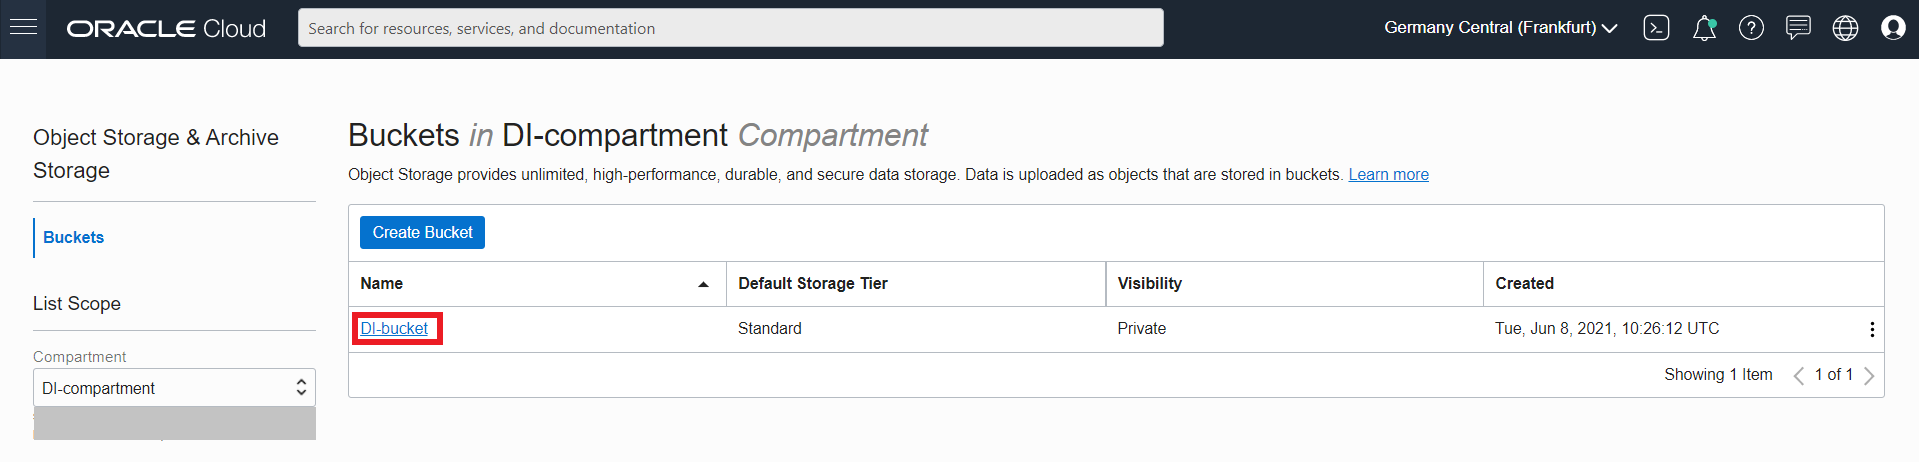 ORACLE Cloud
Search for resources, services, and documentation
Germany Central (Frankfurt)
Object Storage & Archive
Storage
Buckets
List Scope
Compartment
DI-compartment
Buckets in DI-compartment Compartment
Object Storage provides unlimited, high-performance, durable, and secure data storage. Data is uploaded as objects that are stored in buckets. Learn more
Create Bucket
Name Default Storage Tier Visibility Created
DI-bucket Standard Private Tue, Jun 8, 2021, 10:26:12 UTC
Showing 1 Item 1 of 1